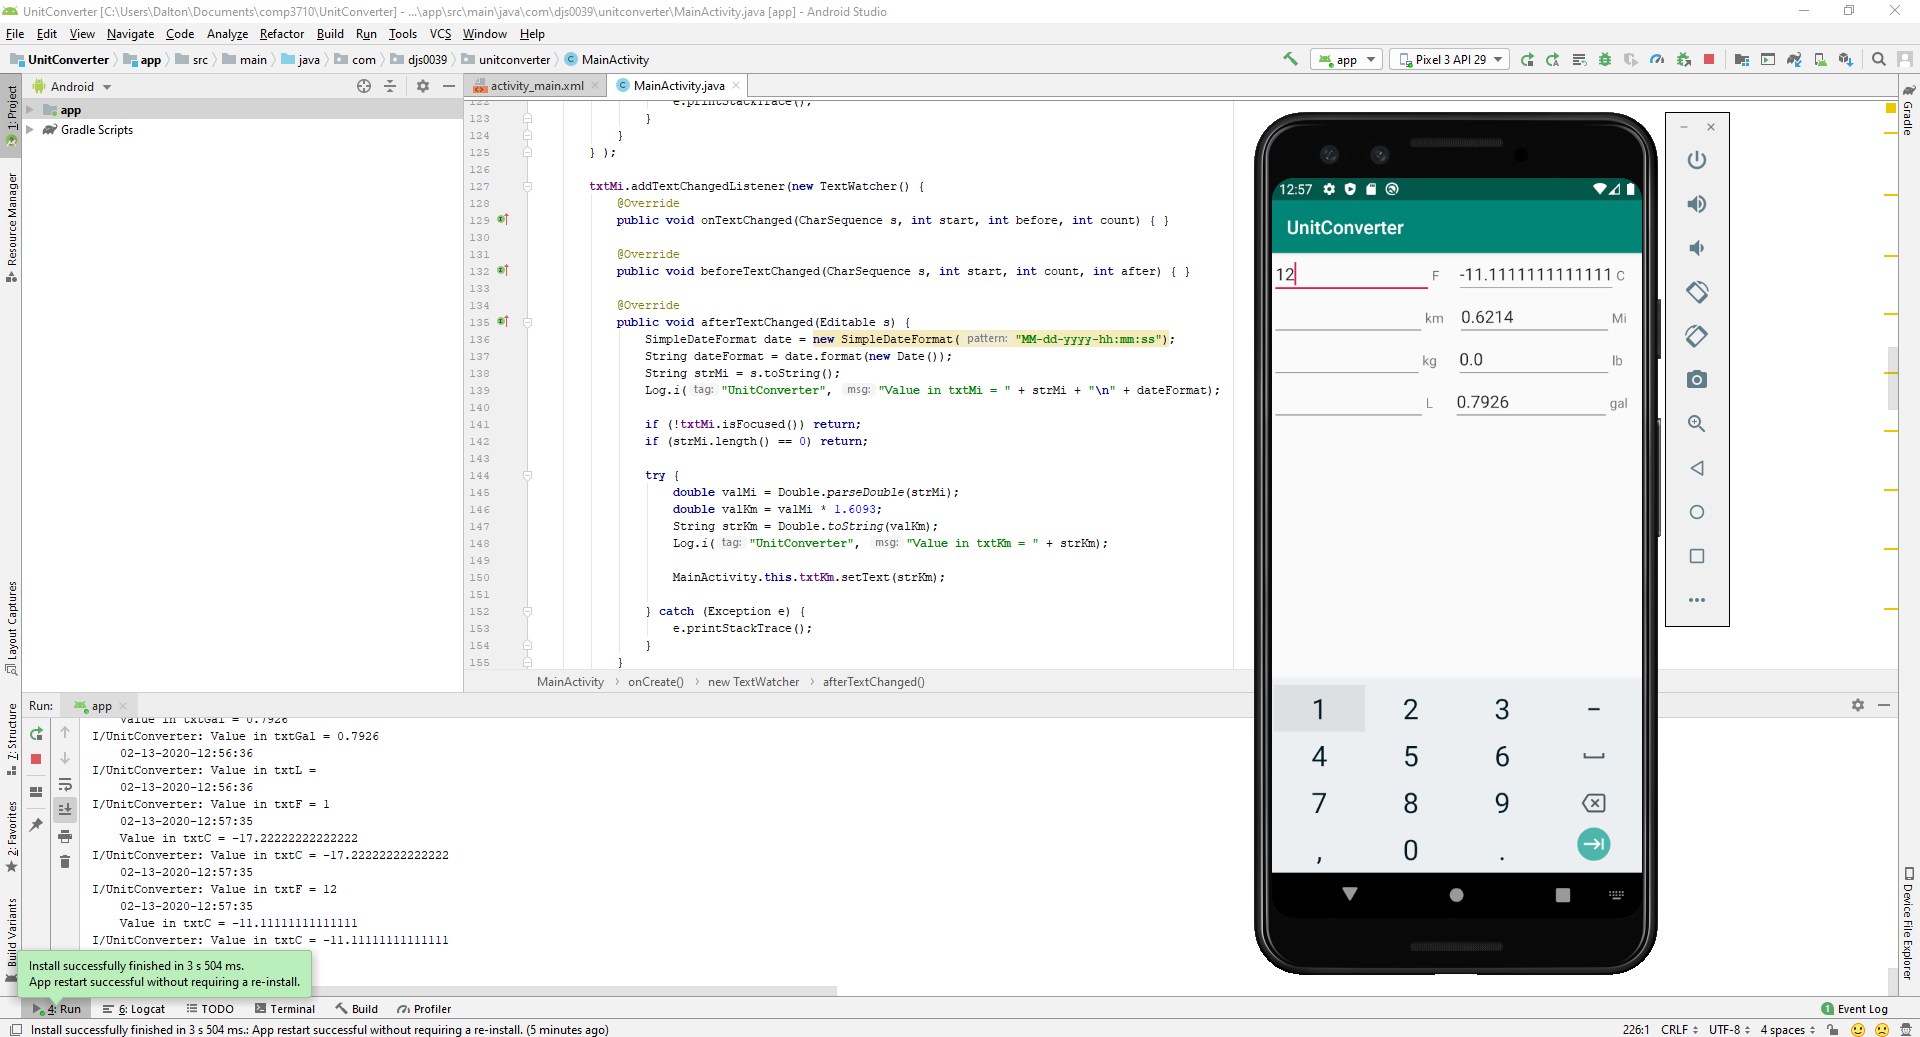 UnitConverter [C:\Users\Dalton\Documents\comp3710\UnitConverter] - ...\app\src\main\java\com\djs0039\unitconverter\MainActivity.java [app] - Android Studio
File Edit View Navigate Code Analyze Refactor Build Run Tools VCS Window Help
UnitConverter app src main java com djs0039 unitconverter MainActivity app Pixel 3 API 29
1: Project
Resource Manager
Layout Captures
7: Structure
2: Favorites
Build Variants
Android
app
Gradle Scripts
activity_main.xml MainActivity.java
122 e.printStackTrace();
123 }
124 }
125 } );
126
127 txtMi.addTextChangedListener(new TextWatcher() {
128 @Override
129 public void onTextChanged(CharSequence s, int start, int before, int count) { }
130
131 @Override
132 public void beforeTextChanged(CharSequence s, int start, int count, int after) { }
133
134 @Override
135 public void afterTextChanged(Editable s) {
136 SimpleDateFormat date = new SimpleDateFormat( pattern: "MM-dd-yyyy-hh:mm:ss");
137 String dateFormat = date.format(new Date());
138 String strMi = s.toString();
139 Log.i( tag: "UnitConverter", msg: "Value in txtMi = " + strMi + "\n" + dateFormat);
140
141 if (!txtMi.isFocused()) return;
142 if (strMi.length() == 0) return;
143
144 try {
145 double valMi = Double.parseDouble(strMi);
146 double valKm = valMi * 1.6093;
147 String strKm = Double.toString(valKm);
148 Log.i( tag: "UnitConverter", msg: "Value in txtKm = " + strKm);
149
150 MainActivity.this.txtKm.setText(strKm);
151
152 } catch (Exception e) {
153 e.printStackTrace();
154 }
155 }
MainActivity › onCreate() › new TextWatcher › afterTextChanged()
12:57
UnitConverter
12 F -11.1111111111111 C
km 0.6214 Mi
kg 0.0 lb
L 0.7926 gal
1 2 3 -
4 5 6
7 8 9
, 0 .
Gradle
Device File Explorer
Run: app
Value in txtGal = 0.7926
I/UnitConverter: Value in txtGal = 0.7926
02-13-2020-12:56:36
I/UnitConverter: Value in txtL =
02-13-2020-12:56:36
I/UnitConverter: Value in txtF = 1
02-13-2020-12:57:35
Value in txtC = -17.22222222222222
I/UnitConverter: Value in txtC = -17.22222222222222
02-13-2020-12:57:35
I/UnitConverter: Value in txtF = 12
02-13-2020-12:57:35
Value in txtC = -11.11111111111111
I/UnitConverter: Value in txtC = -11.11111111111111
Install successfully finished in 3 s 504 ms.
App restart successful without requiring a re-install.
4: Run 6: Logcat TODO Terminal Build Profiler 1 Event Log
Install successfully finished in 3 s 504 ms.: App restart successful without requiring a re-install. (5 minutes ago) 226:1 CRLF UTF-8 4 spaces